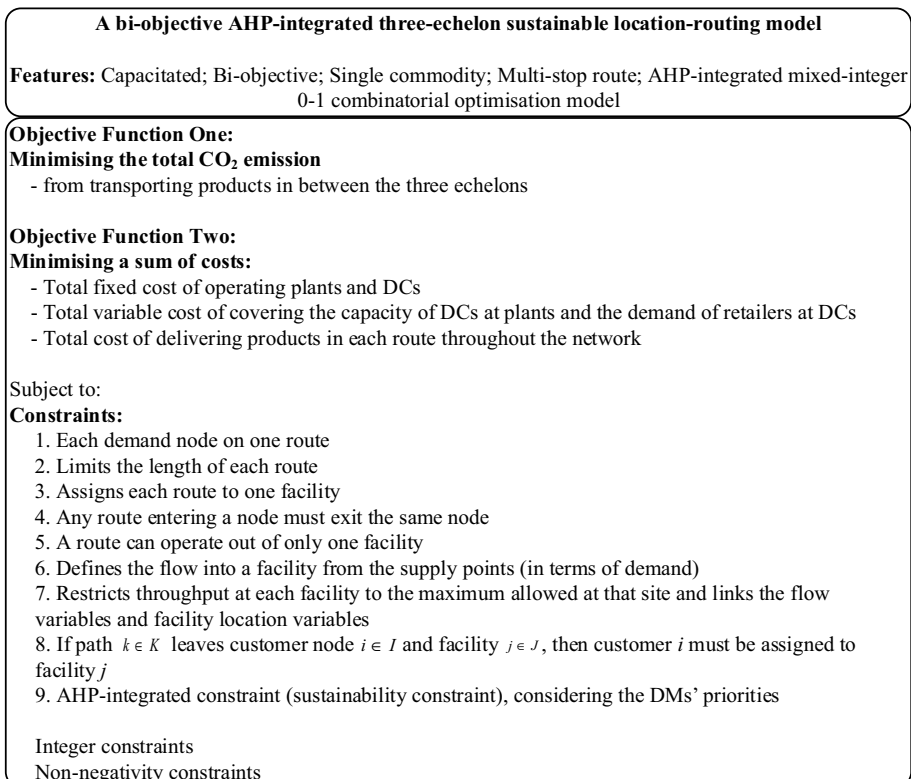 A bi-objective AHP-integrated three-echelon sustainable location-routing model
Features: Capacitated; Bi-objective; Single commodity; Multi-stop route; AHP-integrated mixed-integer
0-1 combinatorial optimisation model
Objective Function One:
Minimising the total CO₂ emission
- from transporting products in between the three echelons
Objective Function Two:
Minimising a sum of costs:
- Total fixed cost of operating plants and DCs
- Total variable cost of covering the capacity of DCs at plants and the demand of retailers at DCs
- Total cost of delivering products in each route throughout the network
Subject to:
Constraints:
1. Each demand node on one route
2. Limits the length of each route
3. Assigns each route to one facility
4. Any route entering a node must exit the same node
5. A route can operate out of only one facility
6. Defines the flow into a facility from the supply points (in terms of demand)
7. Restricts throughput at each facility to the maximum allowed at that site and links the flow
variables and facility location variables
8. If path k ∈ K leaves customer node i ∈ I and facility j ∈ J, then customer i must be assigned to
facility j
9. AHP-integrated constraint (sustainability constraint), considering the DMs' priorities
Integer constraints
Non-negativity constraints